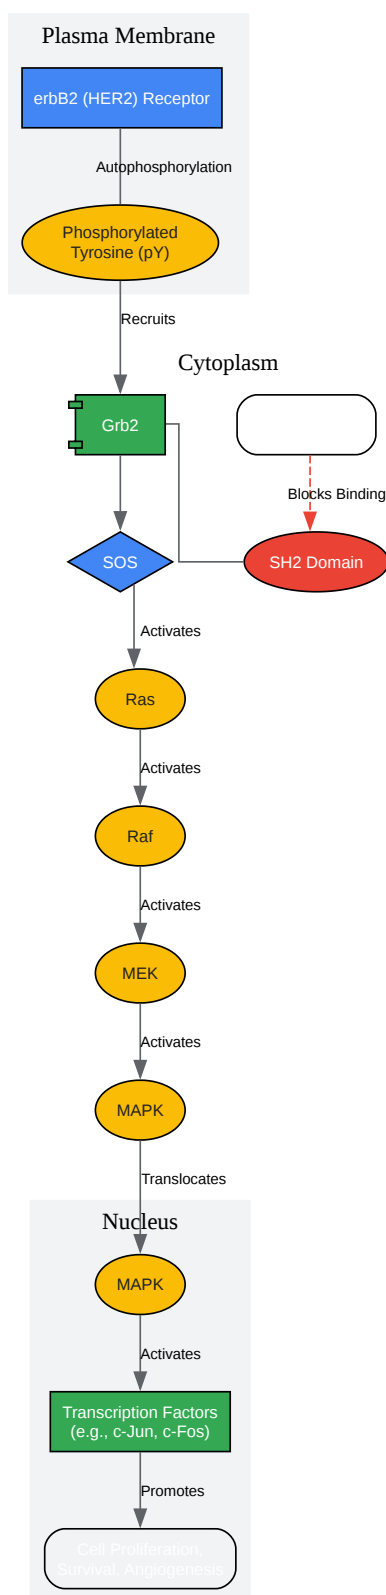 Plasma Membrane
erbB2 (HER2) Receptor
Autophosphorylation
Phosphorylated
Tyrosine (pY)
Recruits
Cytoplasm
Grb2
Blocks Binding
SOS
SH2 Domain
Activates
Ras
Activates
Raf
Activates
MEK
Activates
MAPK
Translocates
Nucleus
MAPK
Activates
Transcription Factors
(e.g., c-Jun, c-Fos)
Promotes
Cell Proliferation,
Survival, Angiogenesis